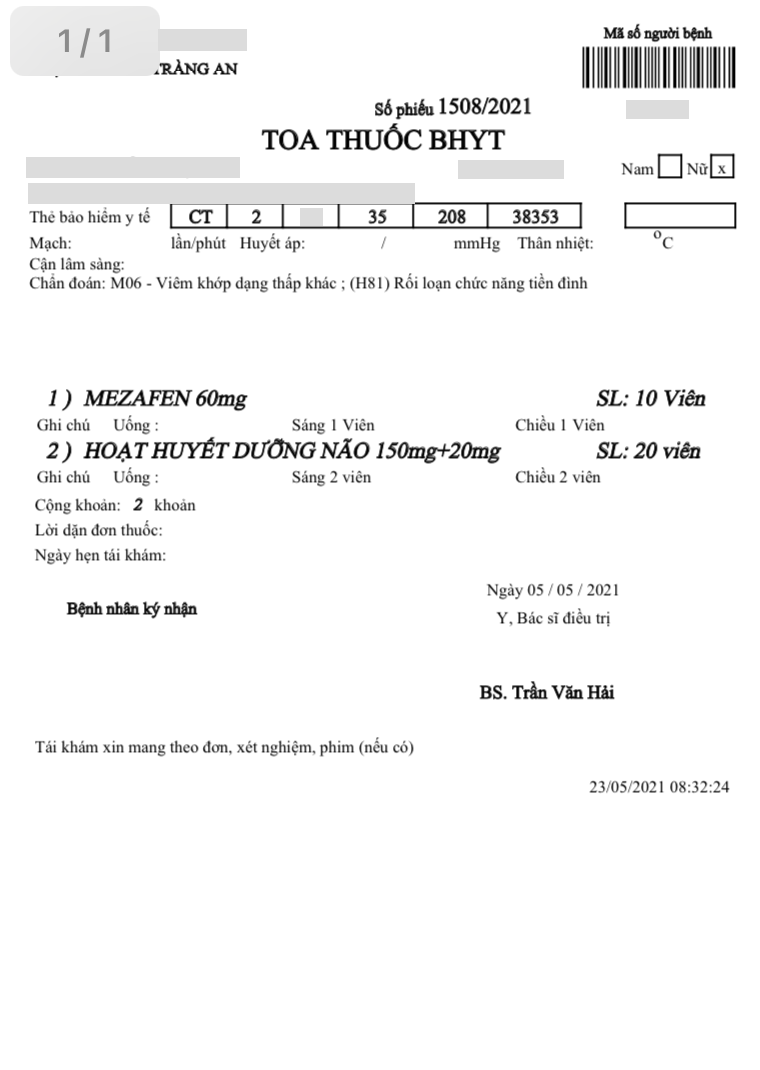 1/1
Mã số người bệnh
TRÀNG AN
Số phiếu 1508/2021
TOA THUỐC BHYT
Nam Nữ x
Thẻ bảo hiểm y tế CT 2 35 208 38353
Mạch: lần/phút Huyết áp: / mmHg Thân nhiệt: °C
Cận lâm sàng:
Chẩn đoán: M06 - Viêm khớp dạng thấp khác ; (H81) Rối loạn chức năng tiền đình
1 ) MEZAFEN 60mg SL: 10 Viên
Ghi chú Uống : Sáng 1 Viên Chiều 1 Viên
2 ) HOẠT HUYẾT DƯỠNG NÃO 150mg+20mg SL: 20 viên
Ghi chú Uống : Sáng 2 viên Chiều 2 viên
Cộng khoản: 2 khoản
Lời dặn đơn thuốc:
Ngày hẹn tái khám:
Ngày 05 / 05 / 2021
Bệnh nhân ký nhận
Y, Bác sĩ điều trị
BS. Trần Văn Hải
Tái khám xin mang theo đơn, xét nghiệm, phim (nếu có)
23/05/2021 08:32:24